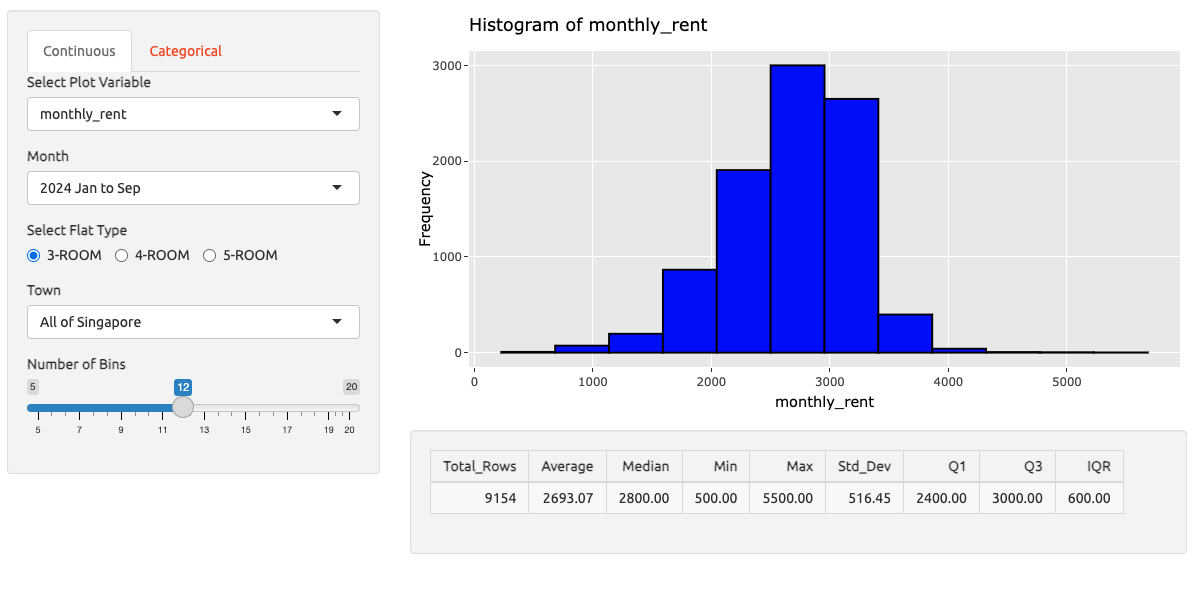 Continuous Categorical
Select Plot Variable
monthly_rent
Month
2024 Jan to Sep
Select Flat Type
3-ROOM 4-ROOM 5-ROOM
Town
All of Singapore
Number of Bins
5 12 20
5 7 9 11 13 15 17 19 20
Histogram of monthly_rent
Frequency
3000
2000
1000
0
0 1000 2000 3000 4000 5000
monthly_rent
Total_Rows Average Median Min Max Std_Dev Q1 Q3 IQR
9154 2693.07 2800.00 500.00 5500.00 516.45 2400.00 3000.00 600.00